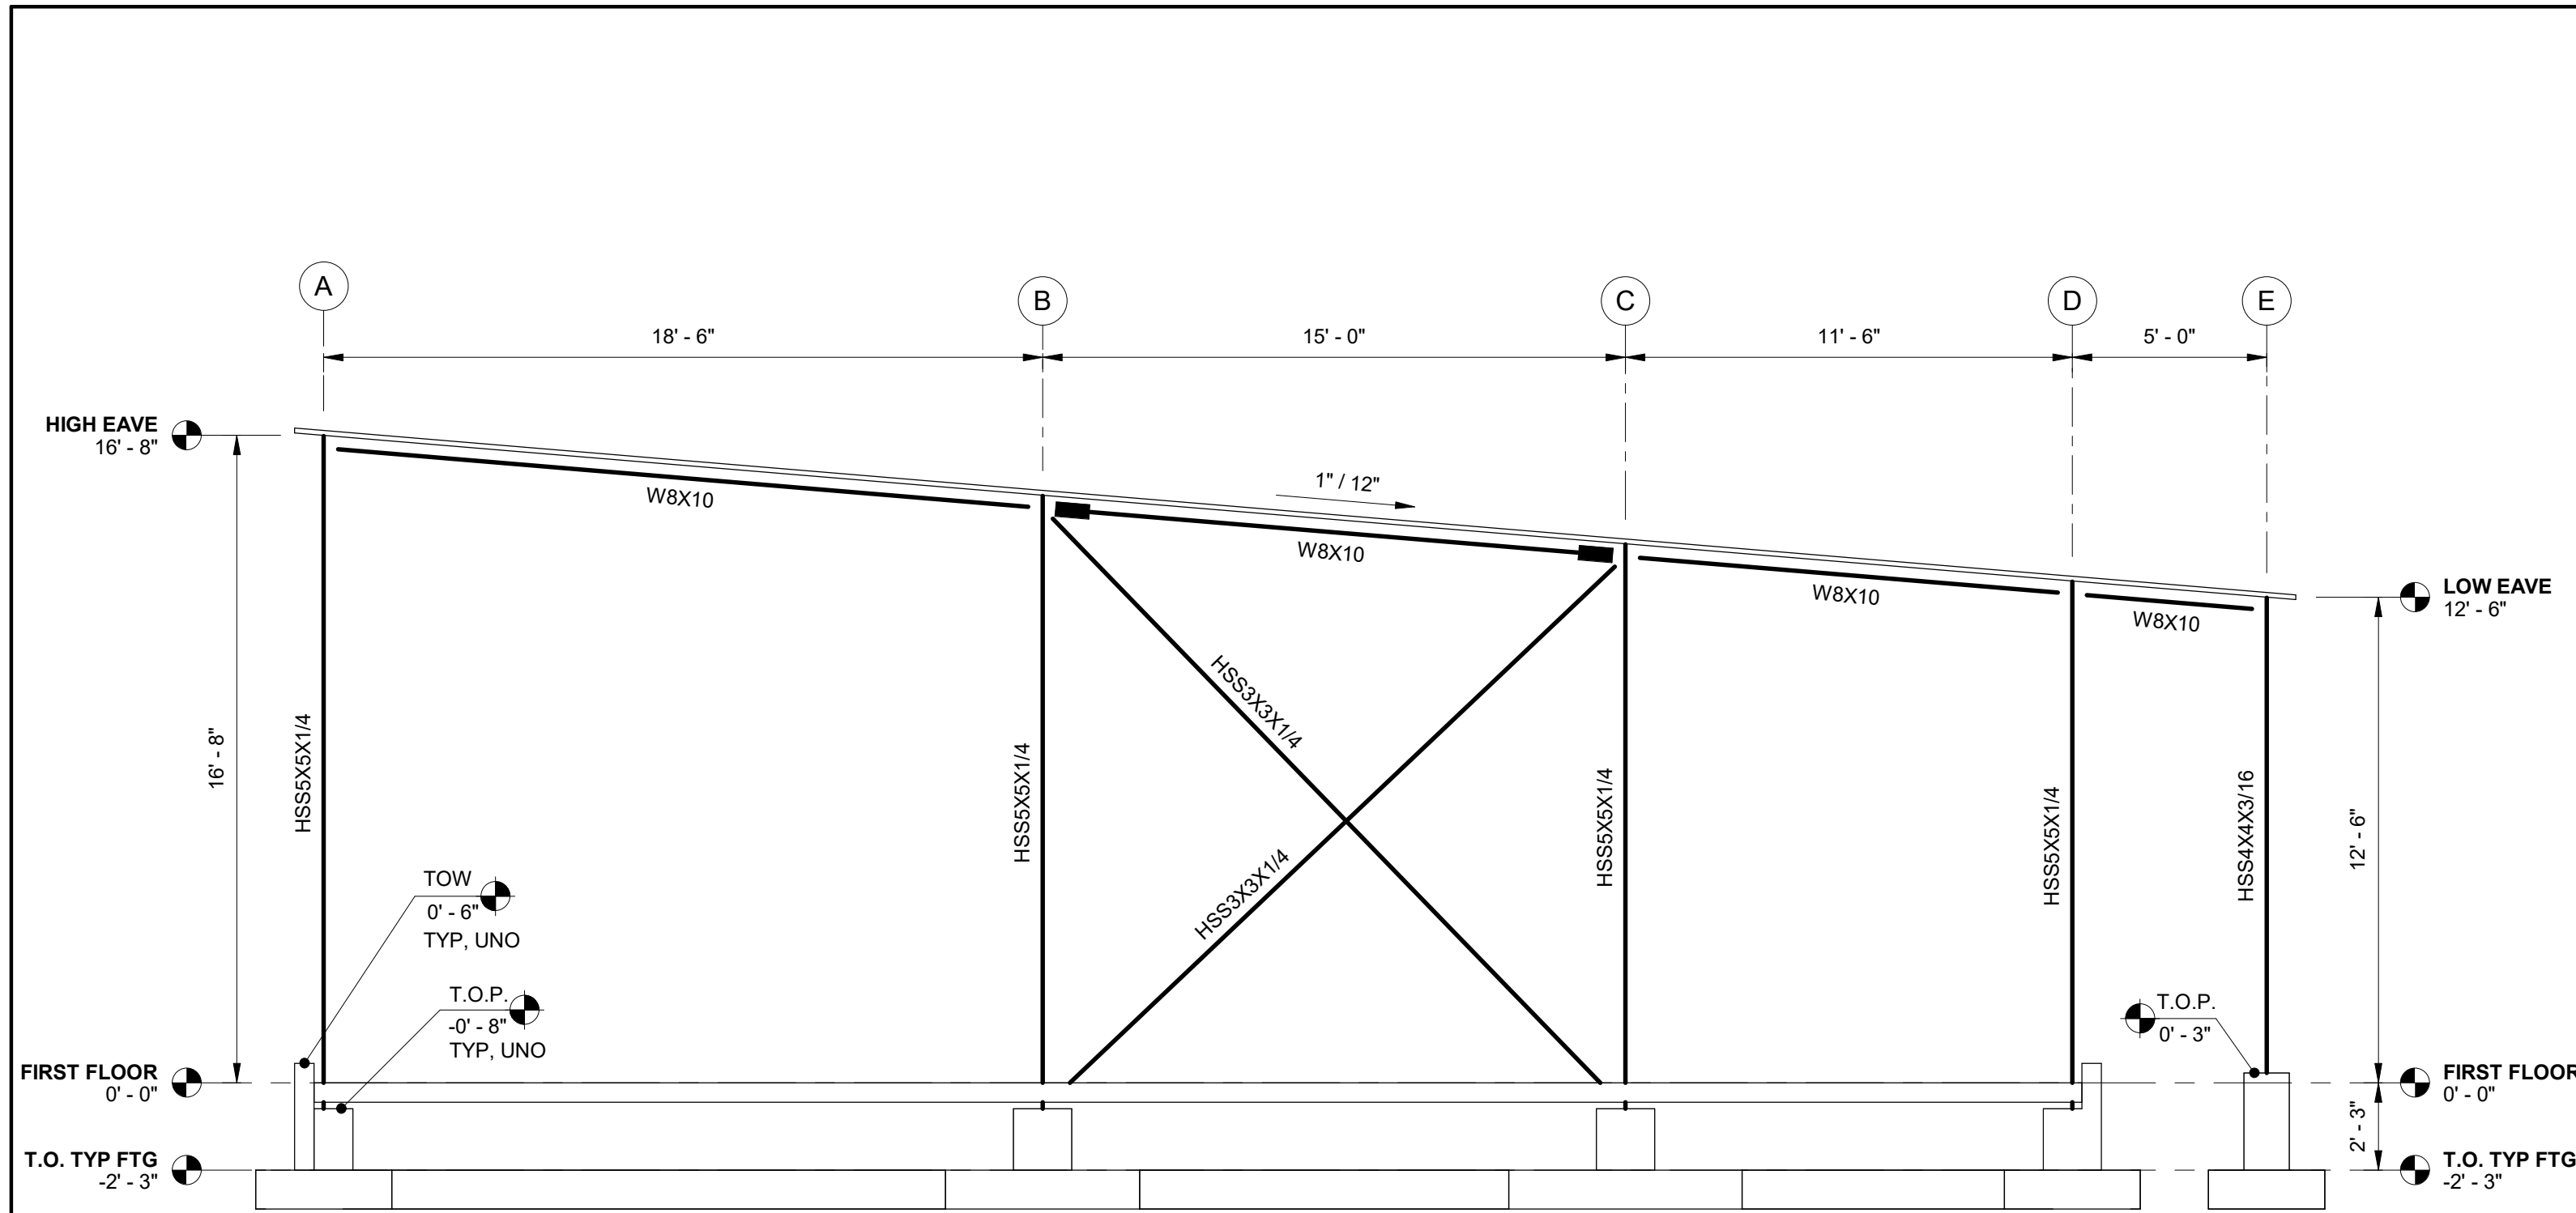 A
B
C
D
E
18' - 6"
15' - 0"
11' - 6"
5' - 0"
HIGH EAVE
16' - 8"
1" / 12"
W8X10
W8X10
W8X10
W8X10
LOW EAVE
12' - 6"
16' - 8"
HSS5X5X1/4
HSS5X5X1/4
HSS3X3X1/4
HSS3X3X1/4
HSS5X5X1/4
HSS5X5X1/4
HSS4X4X3/16
12' - 6"
TOW
0' - 6"
TYP, UNO
T.O.P.
-0' - 8"
TYP, UNO
T.O.P.
0' - 3"
FIRST FLOOR
0' - 0"
FIRST FLOOR
0' - 0"
2' - 3"
T.O. TYP FTG
-2' - 3"
T.O. TYP FTG
-2' - 3"